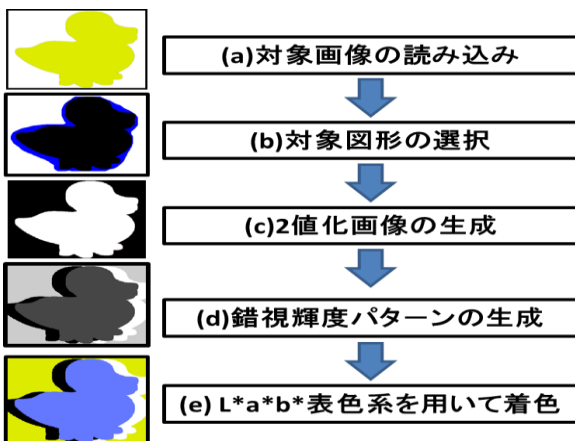 (a)対象画像の読み込み
(b)対象図形の選択
(c)2値化画像の生成
(d)錯視輝度パターンの生成
(e) L*a*b*表色系を用いて着色